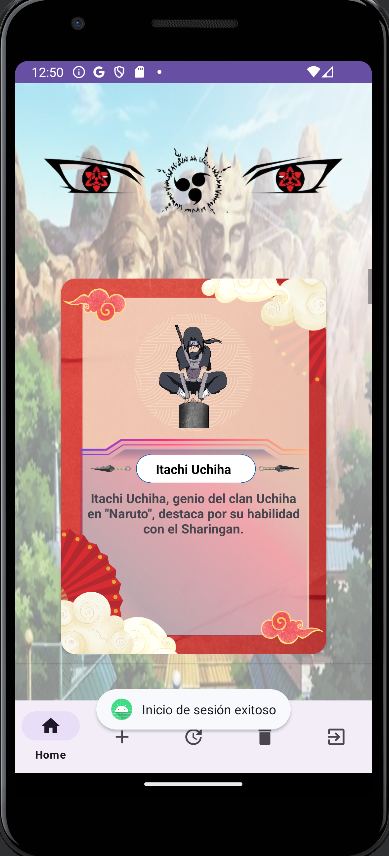 12:50
Itachi Uchiha
Itachi Uchiha, genio del clan Uchiha
en "Naruto", destaca por su habilidad
con el Sharingan.
Inicio de sesión exitoso
Home